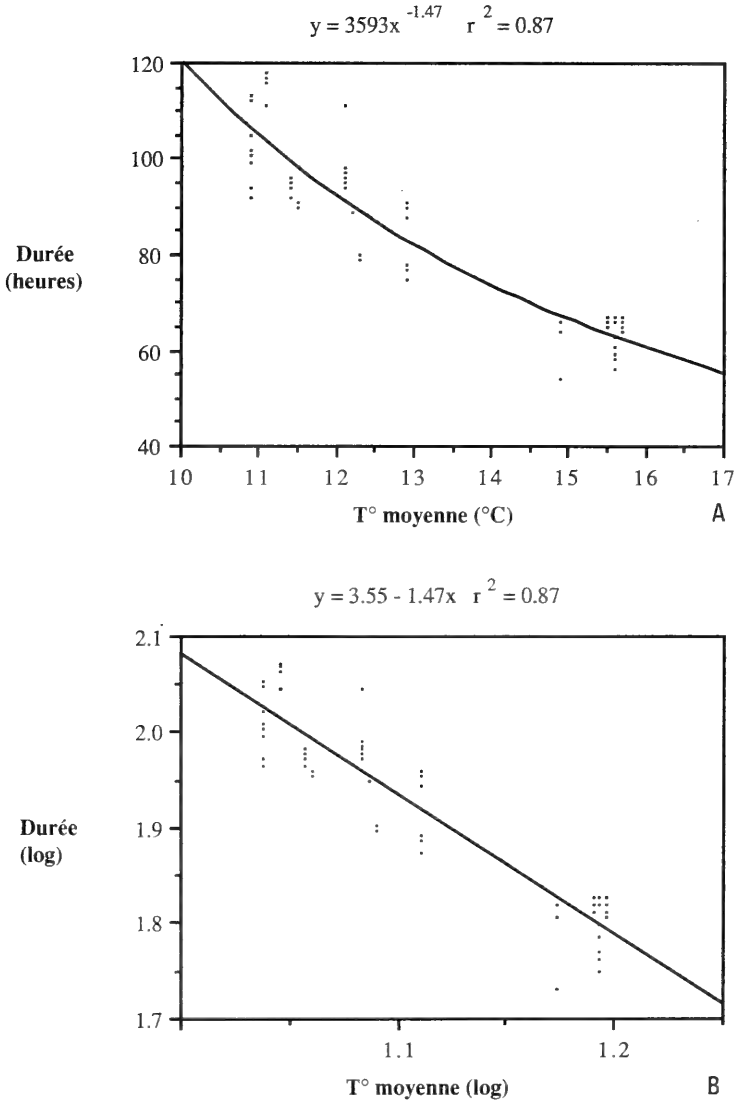 y = 3593x^-1.47 r^2 = 0.87
120
100
80
60
40
Durée
(heures)
10 11 12 13 14 15 16 17
T° moyenne (°C)
A
y = 3.55 - 1.47x r^2 = 0.87
2.1
2.0
1.9
1.8
1.7
Durée
(log)
1.1 1.2
T° moyenne (log)
B